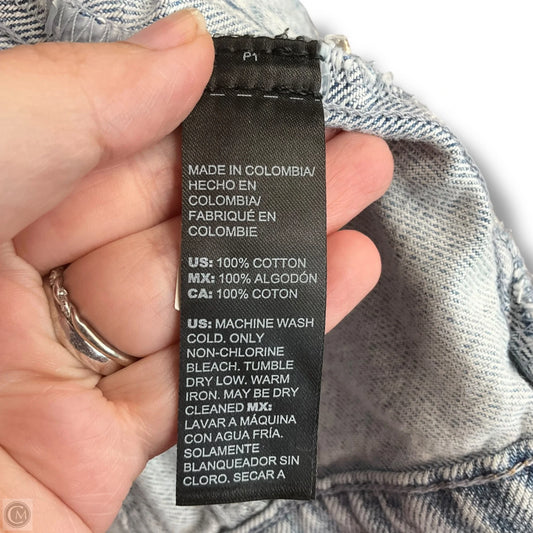 P1
MADE IN COLOMBIA/
HECHO EN
COLOMBIA/
FABRIQUÉ EN
COLOMBIE
US: 100% COTTON
MX: 100% ALGODÓN
CA: 100% COTON
US: MACHINE WASH
COLD. ONLY
NON-CHLORINE
BLEACH. TUMBLE
DRY LOW. WARM
IRON. MAY BE DRY
CLEANED MX:
LAVAR A MÁQUINA
CON AGUA FRÍA.
SOLAMENTE
BLANQUEADOR SIN
CLORO. SECAR A
CM